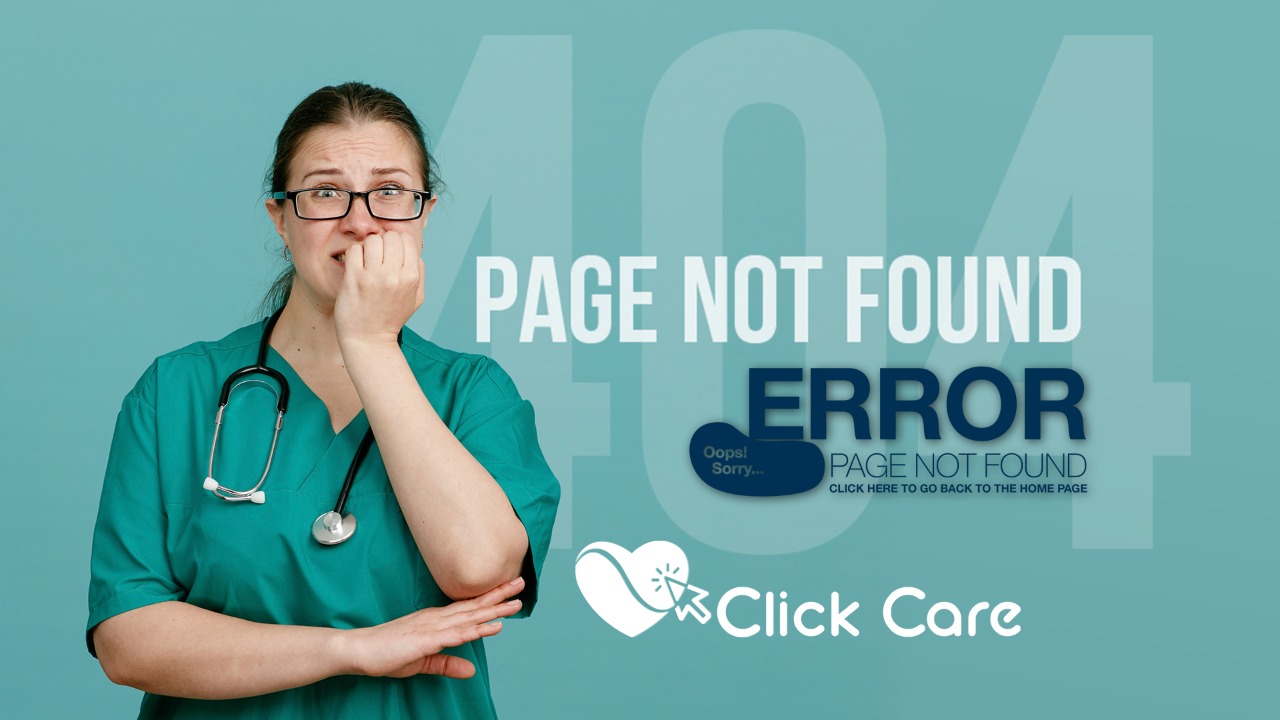 404
PAGE NOT FOUND
ERROR
Oops!
Sorry...
PAGE NOT FOUND
CLICK HERE TO GO BACK TO THE HOME PAGE
Click Care